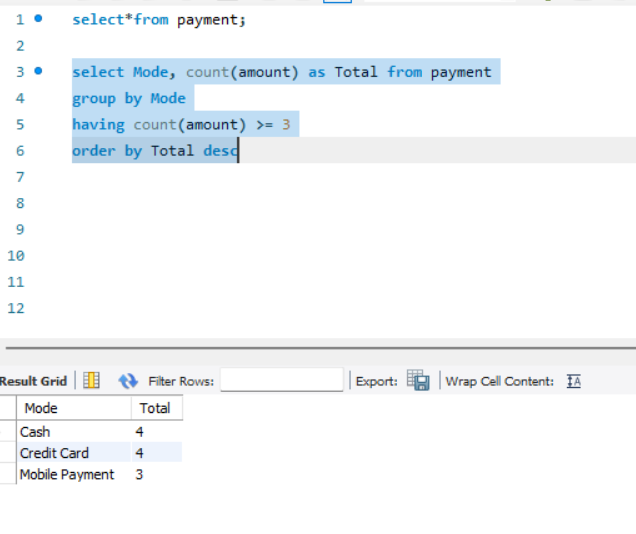 1 select*from payment;
2
3 select Mode, count(amount) as Total from payment
4 group by Mode
5 having count(amount) >= 3
6 order by Total desc
7
8
9
10
11
12
Result Grid Filter Rows: Export: Wrap Cell Content: IA
Mode Total
Cash 4
Credit Card 4
Mobile Payment 3